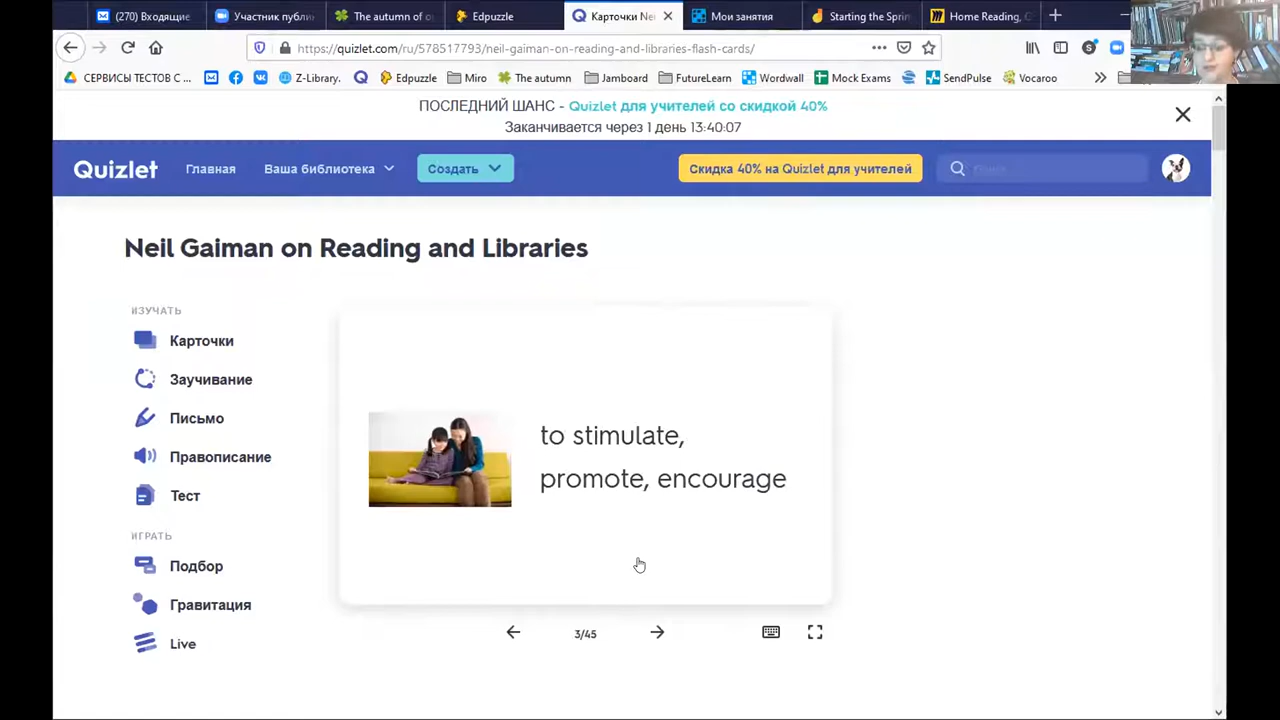 (270) Входящие
Участник публи
The autumn of o
Edpuzzle
Карточки Nei
Мои занятия
Starting the Sprin
Home Reading, C
https://quizlet.com/ru/578517793/neil-gaiman-on-reading-and-libraries-flash-cards/
СЕРВИСЫ ТЕСТОВ С ...
Z-Library.
Edpuzzle
Miro
The autumn
Jamboard
FutureLearn
Wordwall
Mock Exams
SendPulse
Vocaroo
ПОСЛЕДНИЙ ШАНС - Quizlet для учителей со скидкой 40%
Заканчивается через 1 день 13:40:07
Quizlet
Главная
Ваша библиотека
Создать
Скидка 40% на Quizlet для учителей
Neil Gaiman on Reading and Libraries
ИЗУЧАТЬ
Карточки
Заучивание
Письмо
Правописание
Тест
ИГРАТЬ
Подбор
Гравитация
Live
to stimulate,
promote, encourage
3/45